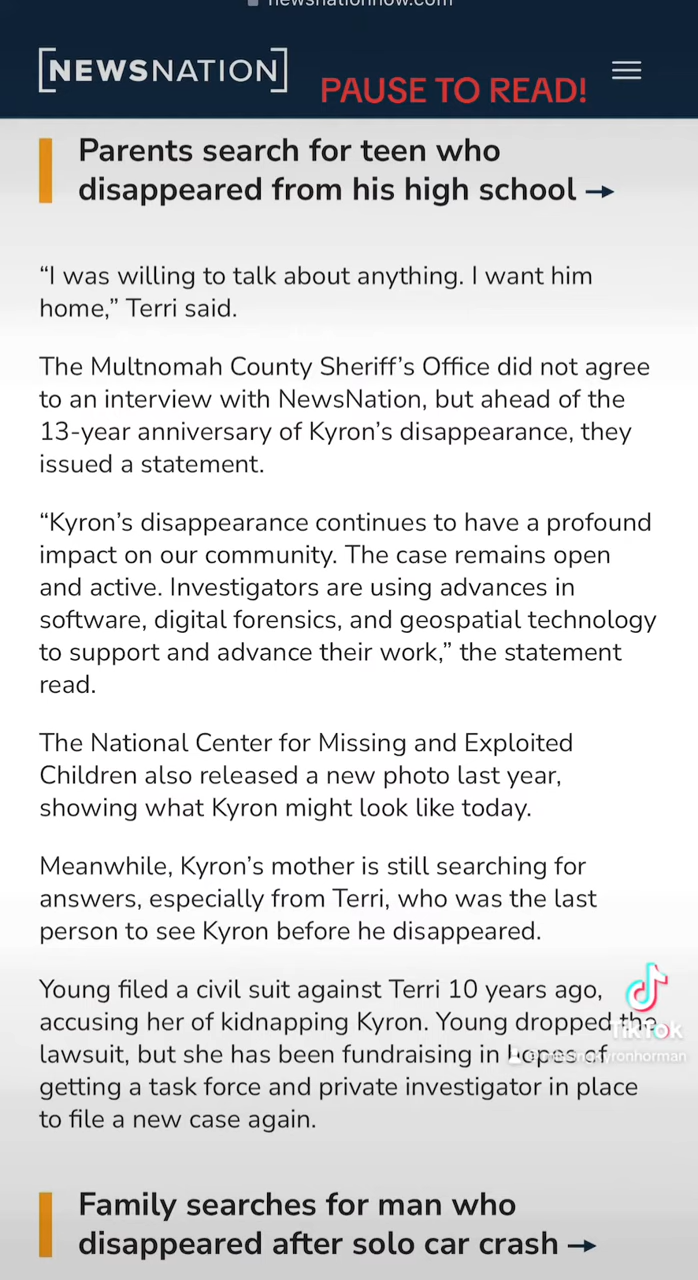 newsnationnow.com
[NEWSNATION]
PAUSE TO READ!
Parents search for teen who
disappeared from his high school →
“I was willing to talk about anything. I want him
home,” Terri said.
The Multnomah County Sheriff’s Office did not agree
to an interview with NewsNation, but ahead of the
13-year anniversary of Kyron’s disappearance, they
issued a statement.
“Kyron’s disappearance continues to have a profound
impact on our community. The case remains open
and active. Investigators are using advances in
software, digital forensics, and geospatial technology
to support and advance their work,” the statement
read.
The National Center for Missing and Exploited
Children also released a new photo last year,
showing what Kyron might look like today.
Meanwhile, Kyron’s mother is still searching for
answers, especially from Terri, who was the last
person to see Kyron before he disappeared.
Young filed a civil suit against Terri 10 years ago,
accusing her of kidnapping Kyron. Young dropped the
TikTok
lawsuit, but she has been fundraising in hopes of
getting a task force and private investigator in place
to file a new case again.
Family searches for man who
disappeared after solo car crash →